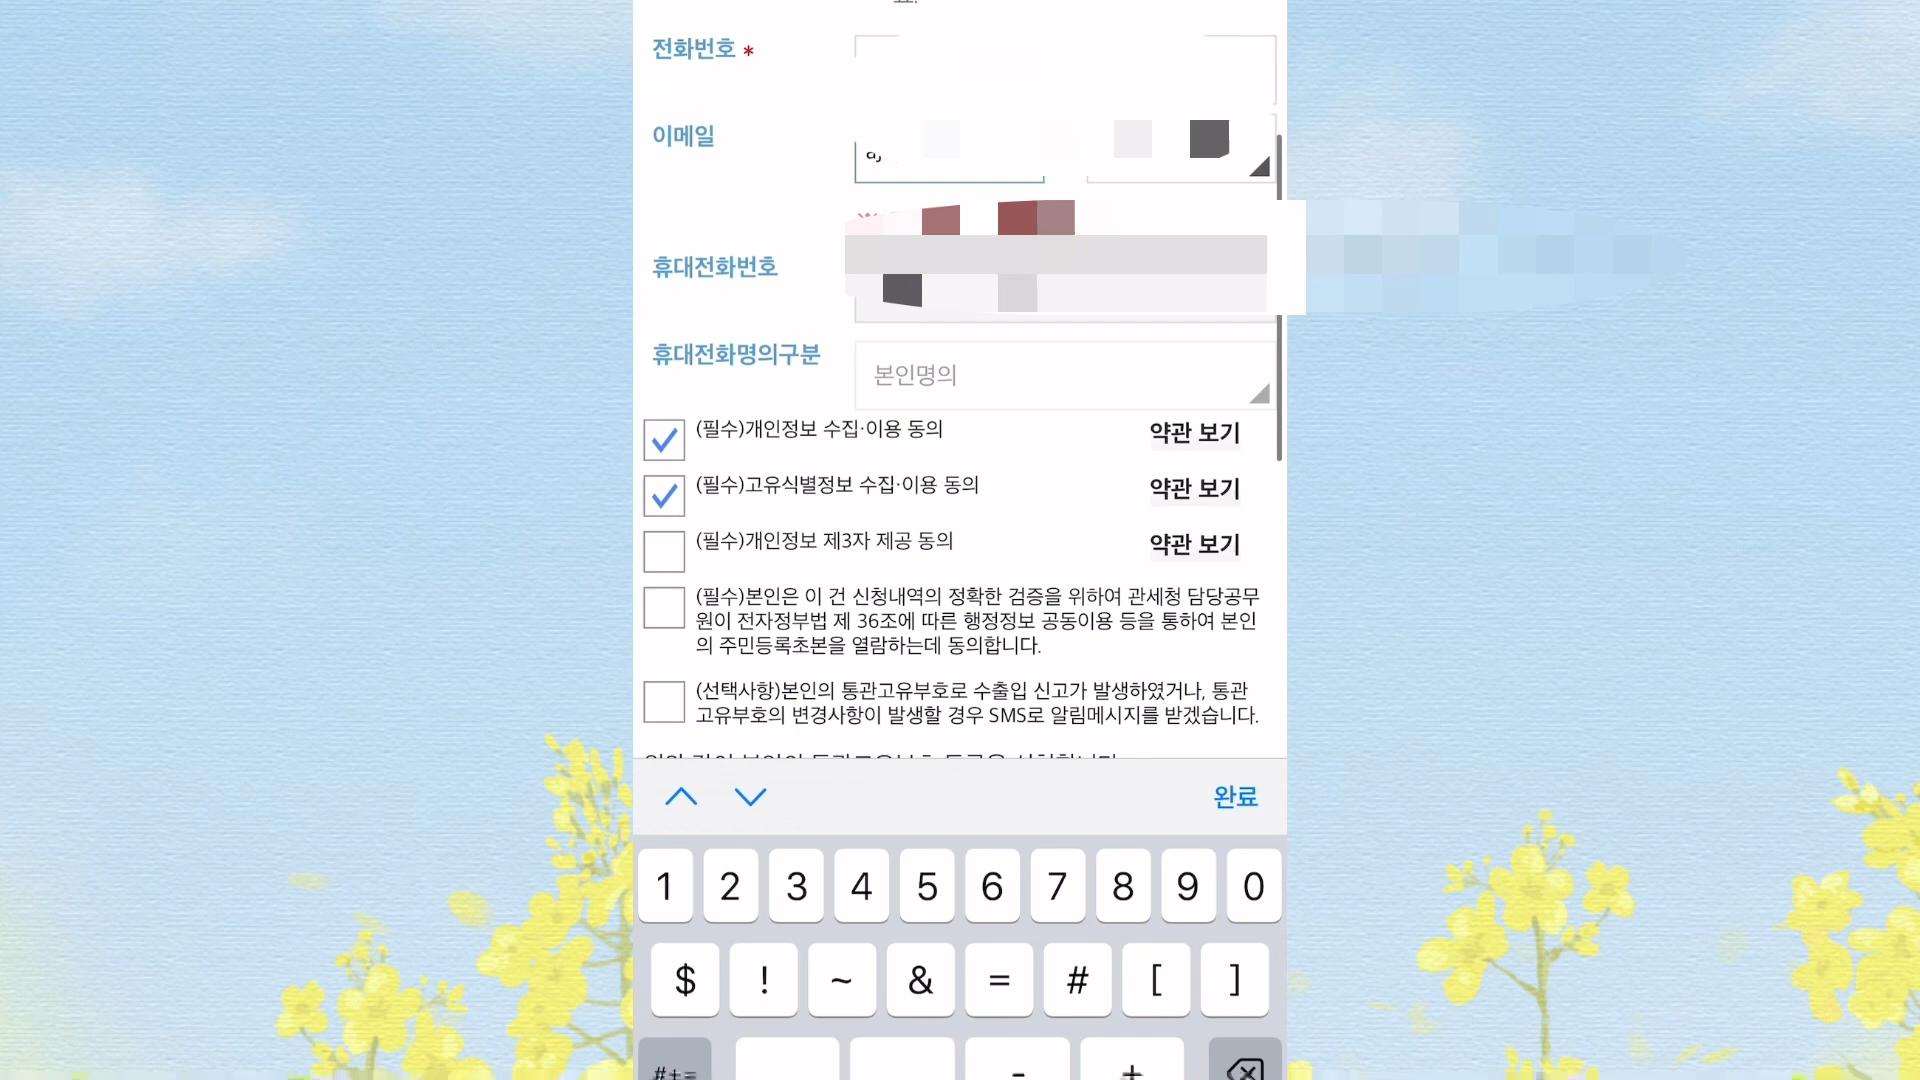 전화번호 *
이메일
휴대전화번호
휴대전화명의구분
본인명의
(필수)개인정보 수집·이용 동의 약관 보기
(필수)고유식별정보 수집·이용 동의 약관 보기
(필수)개인정보 제3자 제공 동의 약관 보기
(필수)본인은 이 건 신청내역의 정확한 검증을 위하여 관세청 담당공무
원이 전자정부법 제 36조에 따른 행정정보 공동이용 등을 통하여 본인
의 주민등록초본을 열람하는데 동의합니다.
(선택사항)본인의 통관고유부호로 수출입 신고가 발생하였거나, 통관
고유부호의 변경사항이 발생할 경우 SMS로 알림메시지를 받겠습니다.
완료
1 2 3 4 5 6 7 8 9 0
$ ! ~ & = # [ ]
#+= - +